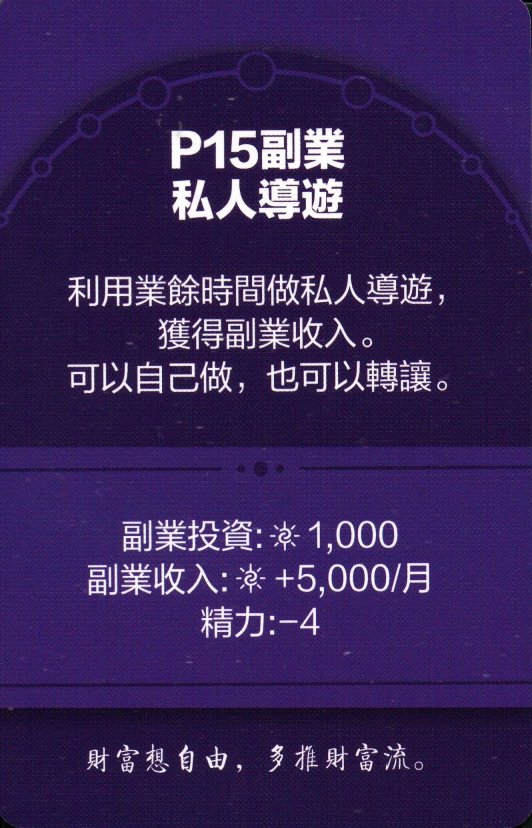 P15副業
私人導遊
利用業餘時間做私人導遊，
獲得副業收入。
可以自己做，也可以轉讓。
副業投資: 1,000
副業收入: +5,000/月
精力:−4
財富想自由，多推財富流。